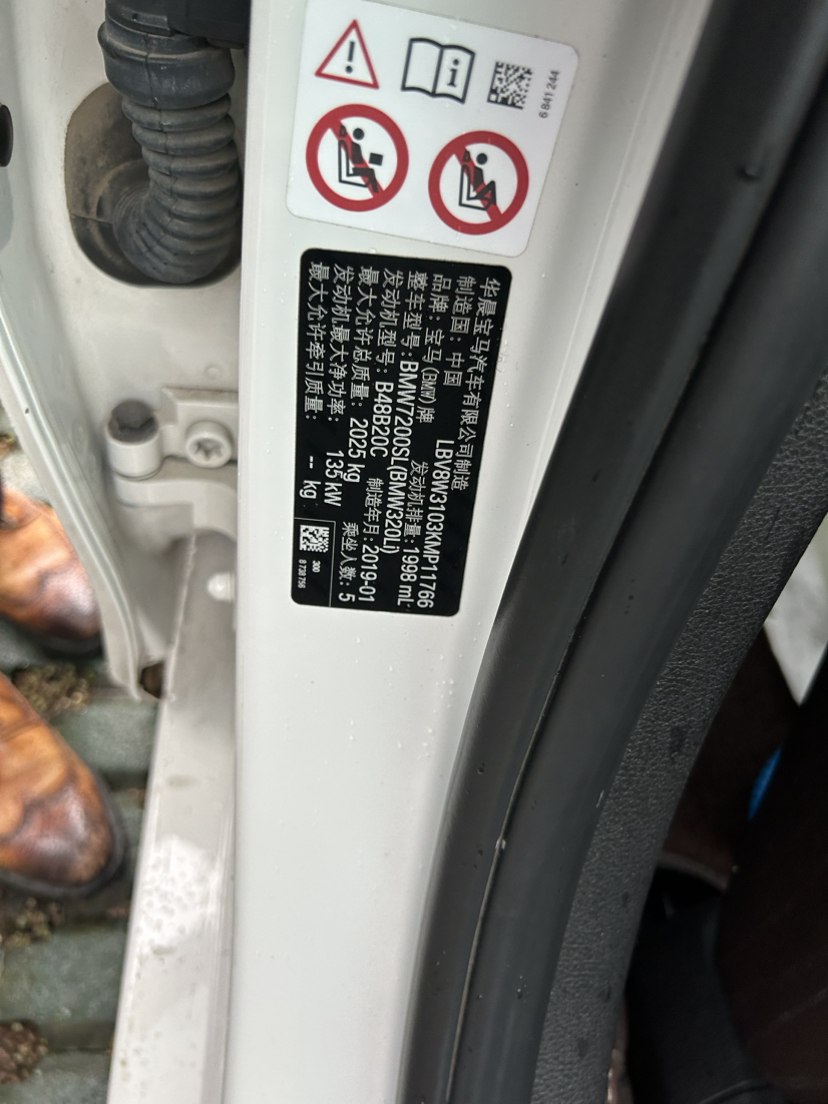 6 841 244
华晨宝马汽车有限公司制造
制造国：中国 LBV8W3103KMP11766
品牌：宝马(BMW)牌 发动机排量：1998 mL
整车型号：BMW7200SL(BMW320Li)
发动机型号：B48B20C 制造年月：2019-01
最大允许总质量： 2025 kg 乘坐人数：5
发动机最大净功率： 135 kW
最大允许牵引质量： -- kg
300
8 738 756